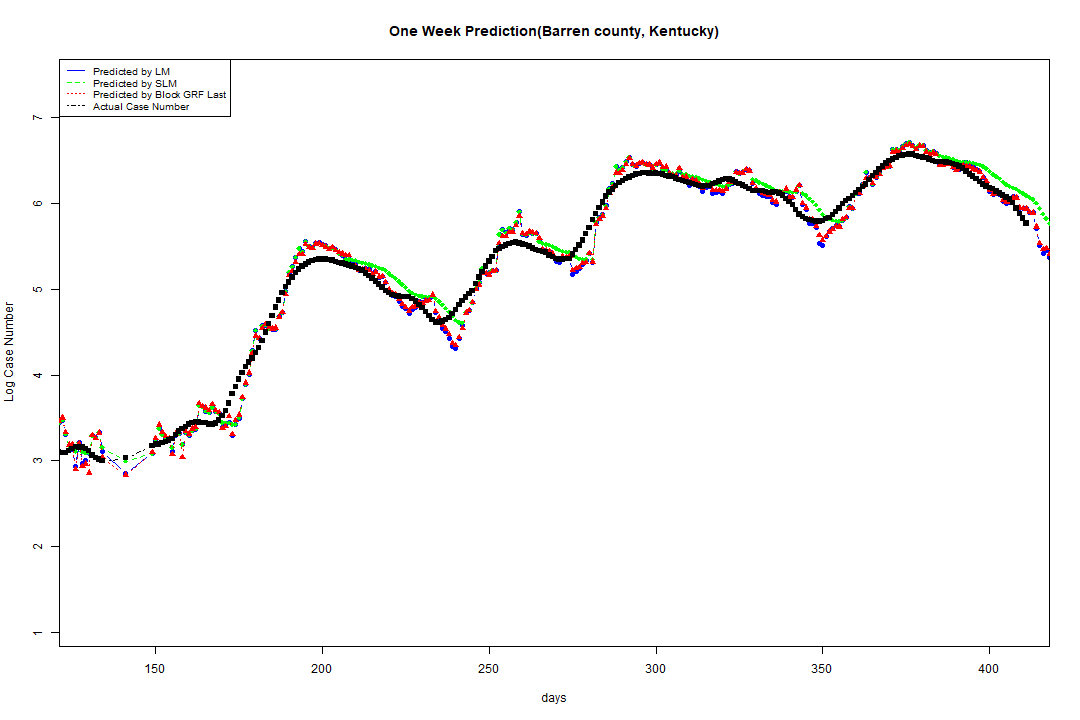 One Week Prediction(Barren county, Kentucky)
Predicted by LM
Predicted by SLM
Predicted by Block GRF Last
Actual Case Number
7
6
5
4
3
2
1
Log Case Number
150 200 250 300 350 400
days